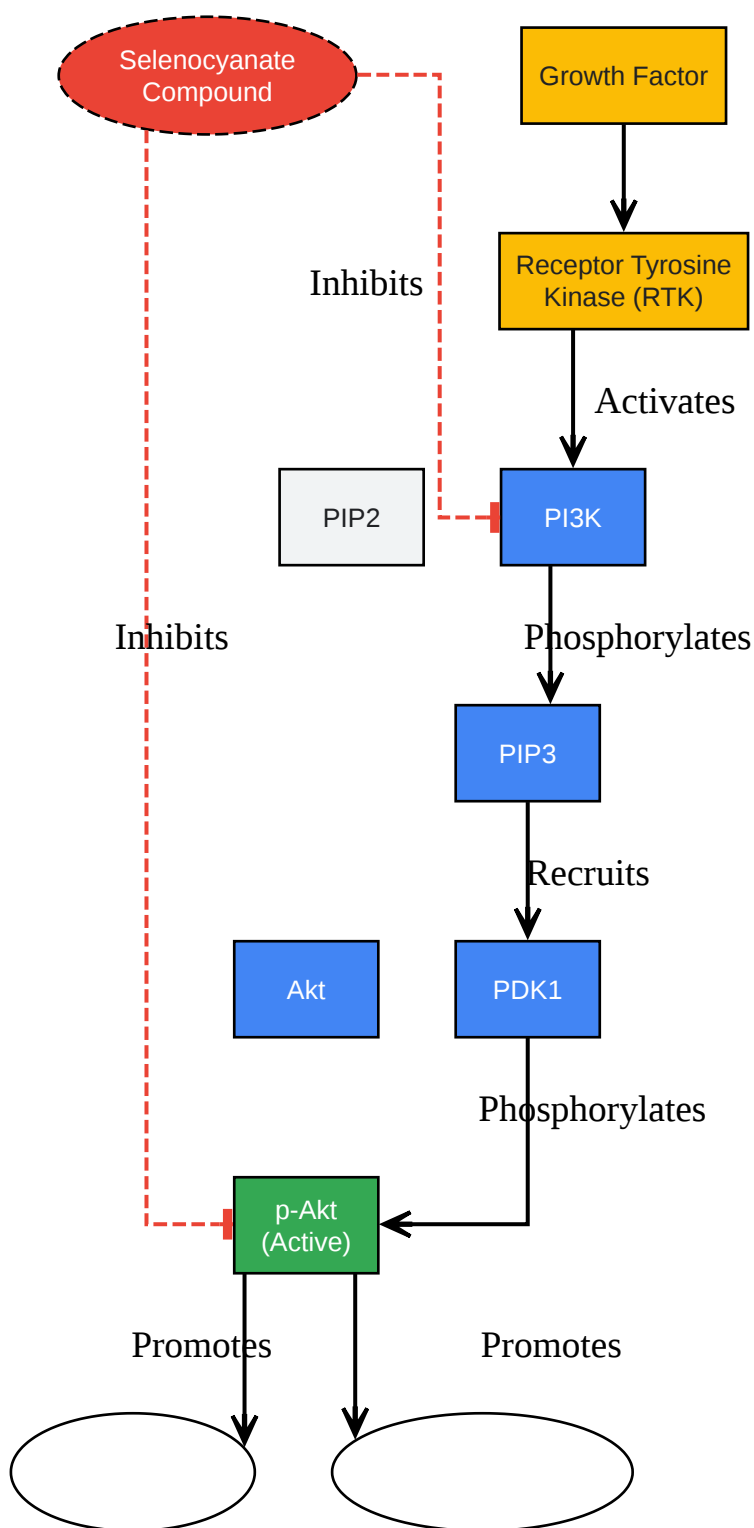 Selenocyanate
Compound
Growth Factor
Receptor Tyrosine
Kinase (RTK)
Inhibits
Activates
PIP2
PI3K
Inhibits
Phosphorylates
PIP3
Recruits
Akt
PDK1
Phosphorylates
p-Akt
(Active)
Promotes
Promotes